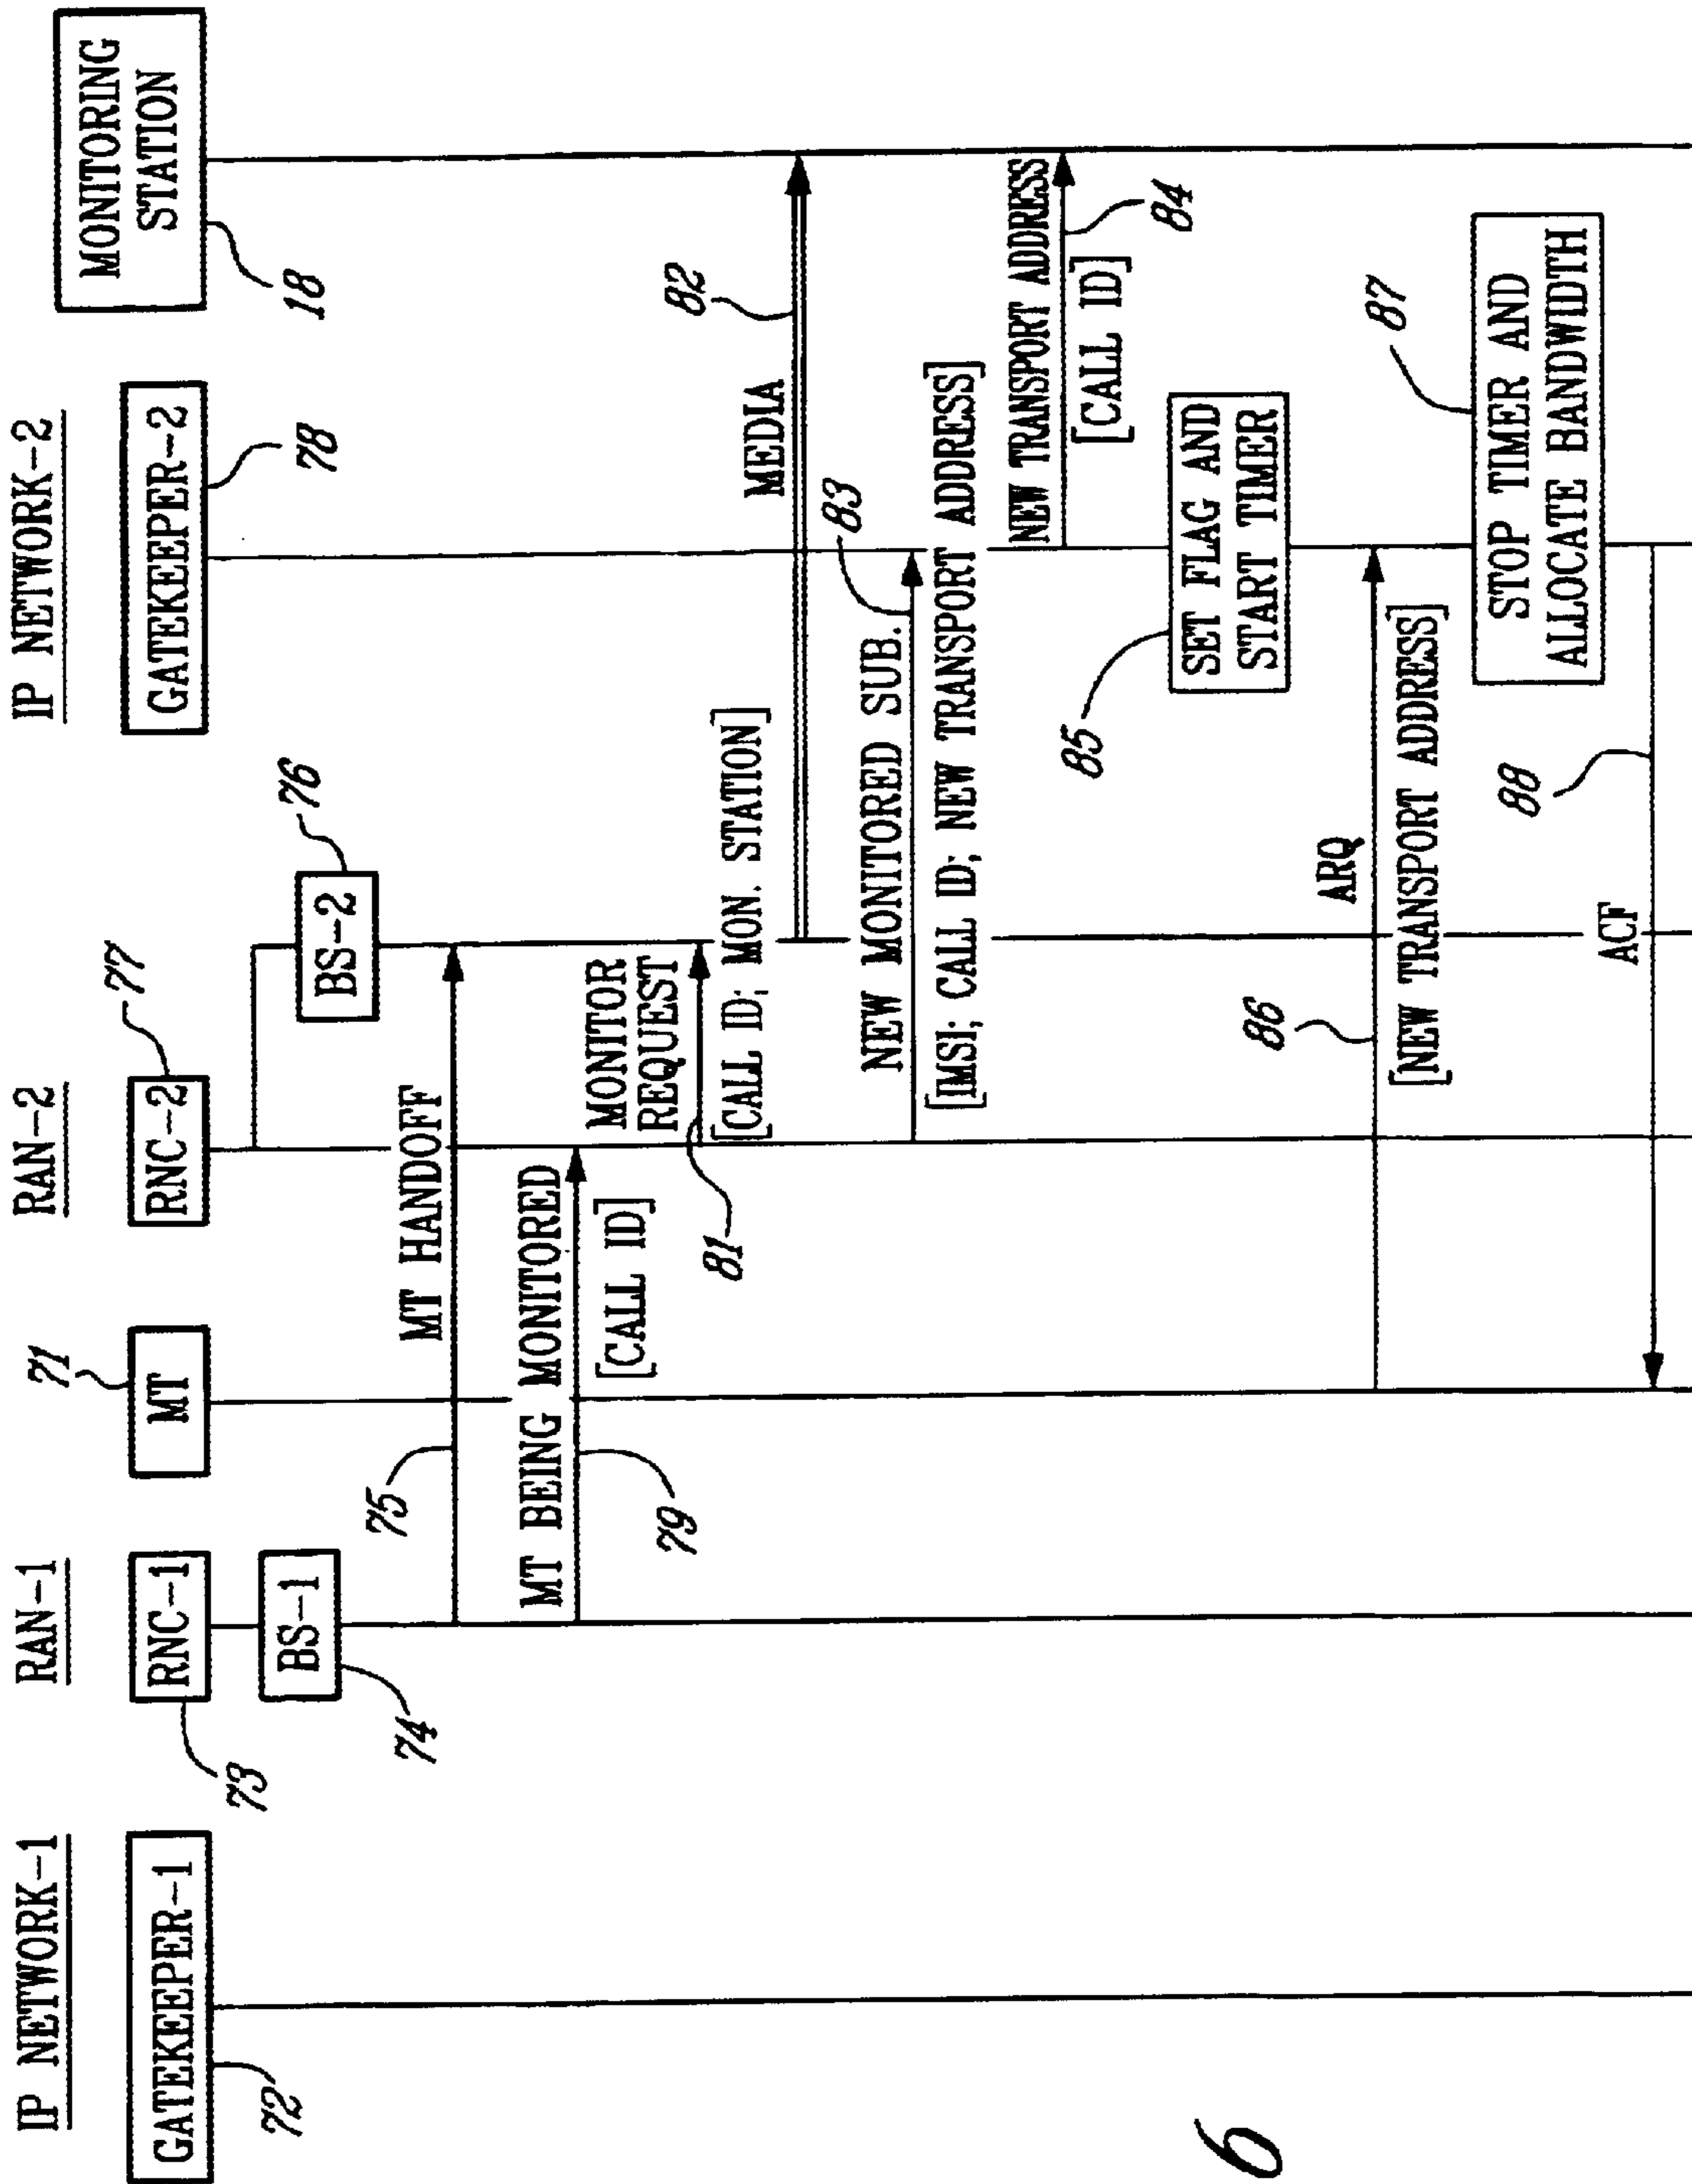 IP NETWORK-1
RAN-1
RAN-2
IP NETWORK-2
GATEKEEPER-1
72
RNC-1
73
BS-1
74
MT
71
RNC-2
77
BS-2
76
GATEKEEPER-2
78
MONITORING
STATION
18
MT HANDOFF
75
MT BEING MONITORED
79
[CALL ID]
MONITOR
REQUEST
81
[CALL ID; MON. STATION]
MEDIA
82
NEW MONITORED SUB.
83
[IMSI; CALL ID; NEW TRANSPORT ADDRESS]
NEW TRANSPORT ADDRESS
[CALL ID]
84
SET FLAG AND
START TIMER
85
ARQ
86
[NEW TRANSPORT ADDRESS]
STOP TIMER AND
ALLOCATE BANDWIDTH
87
ACF
88
6